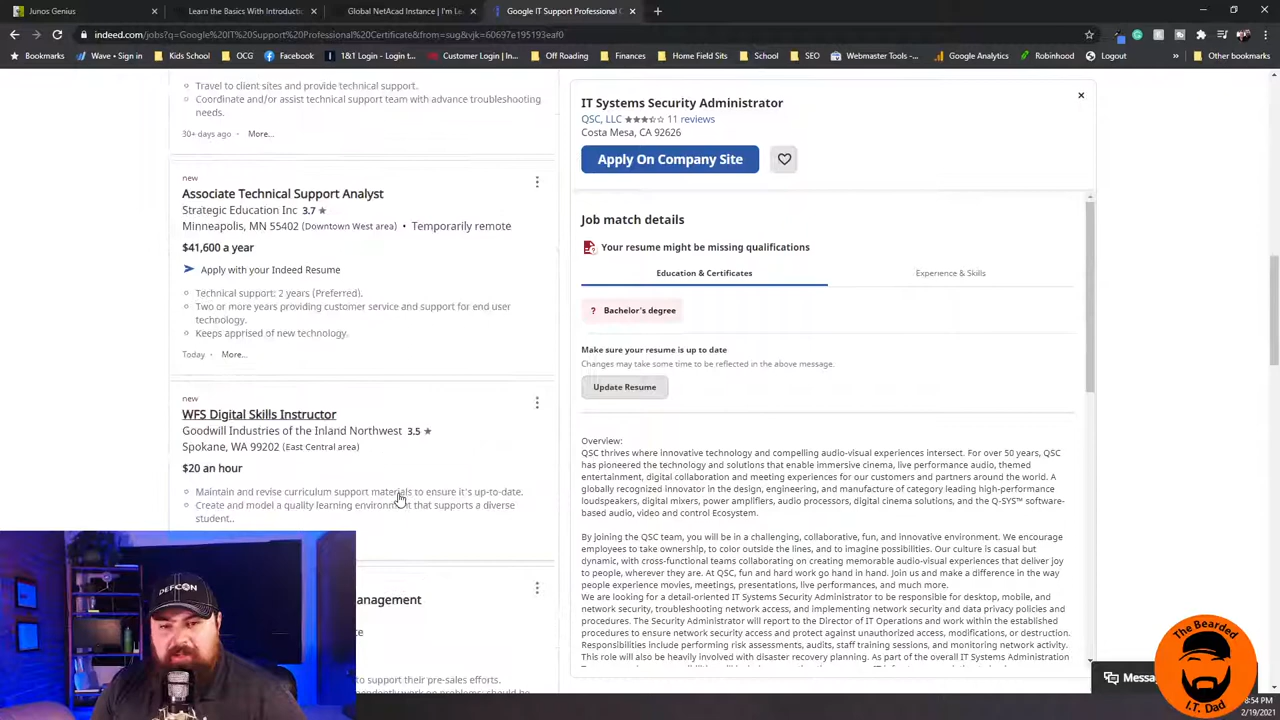 Junos Genius
Learn the Basics With Introducti
Global NetAcad Instance | I'm Le
Google IT Support Professional C
indeed.com/jobs?q=Google%20IT%20Support%20Professional%20Certificate&from=sug&vjk=60697e195193eaf0
Bookmarks
Wave ~ Sign in
Kids School
OCG
Facebook
1&1 Login - Login t...
Customer Log In |...
Off Roading
Finances
Home Field Sits
School
SEO
Webmaster Tools -...
Google Analytics
Robinhood
Logout
»
Other bookmarks
Travel to client sites and provide technical support.
Coordinate and/or assist technical support team with advance troubleshooting
needs.
30+ days ago · More...
new
Associate Technical Support Analyst
Strategic Education Inc 3.7 ★
Minneapolis, MN 55402 (Downtown West area) • Temporarily remote
$41,600 a year
Apply with your Indeed Resume
Technical support: 2 years (Preferred).
Two or more years providing customer service and support for end user
technology.
Keeps apprised of new technology.
Today · More...
new
WFS Digital Skills Instructor
Goodwill Industries of the Inland Northwest 3.5 ★
Spokane, WA 99202 (East Central area)
$20 an hour
Maintain and revise curriculum support materials to ensure it's up-to-date.
Create and model a quality learning environment that supports a diverse
student..
anagement
te
support to their pre-sales effort.
ndently work on problems; should be
IT Systems Security Administrator
QSC, LLC 11 reviews
Costa Mesa, CA 92626
Apply On Company Site
Job match details
Your resume might be missing qualifications
Education & Certificates
Experience & Skills
? Bachelor's degree
Make sure your resume is up to date
Changes may take some time to be reflected in the above message.
Update Resume
Overview:
QSC thrives where innovative technology and compelling audio-visual experiences intersect. For over 50 years, QSC
has pioneered the technology and solutions that enable immersive cinema, live performance audio, themed
entertainment, digital collaboration and meeting experiences for our customers and partners around the world. A
globally recognized innovator in the design, engineering, and manufacture of category leading high-performance
loudspeakers, digital mixers, power amplifiers, audio processors, digital cinema solutions, and the Q-SYS™ software-
based audio, video and control Ecosystem.
By joining the QSC team, you will be in a challenging, collaborative, fun, and innovative environment. We encourage
employees to take ownership, to color outside the lines, and to imagine possibilities. Our culture is casual but
dynamic, with cross-functional teams collaborating on creating memorable audio-visual experiences that deliver joy
to people, wherever they are. At QSC, fun and hard work go hand in hand. Join us and make a difference in the way
people experience movies, meetings, presentations, live performances, and much more.
We are looking for a detail-oriented IT Systems Security Administrator to be responsible for desktop, mobile, and
network security, troubleshooting network access, and implementing network security and data privacy policies and
procedures. The Security Administrator will report to the Director of IT Operations and work within the established
procedures to ensure network security access and protect against unauthorized access, modifications, or destruction.
Responsibilities include performing risk assessments, audits, staff training sessions, and monitoring network activity.
This role will also be heavily involved with disaster recovery planning. As part of the overall IT Systems Administration
Messa
DEFCON
The Bearded
I.T. Dad
8:54 PM
2/19/2021